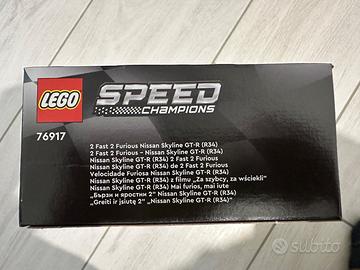 LEGO
SPEED
CHAMPIONS
76917
2 Fast 2 Furious Nissan Skyline GT-R (R34)
2 Fast 2 Furious – Nissan Skyline GT-R (R34)
Nissan Skyline GT-R (R34) 2 Fast 2 Furious
Nissan Skyline GT-R (R34) de 2 Fast 2 Furious
Velocidade Furiosa Nissan Skyline GT-R (R34)
Nissan Skyline GT-R (R34) z filmu „Za szybcy, za wściekli”
Nissan Skyline GT-R (R34) Mai furios, mai iute
„Бързи и яростни 2“ Nissan Skyline GT-R (R34)
„Greiti ir įsiutę 2“ „Nissan Skyline GT-R (R34)“
subito